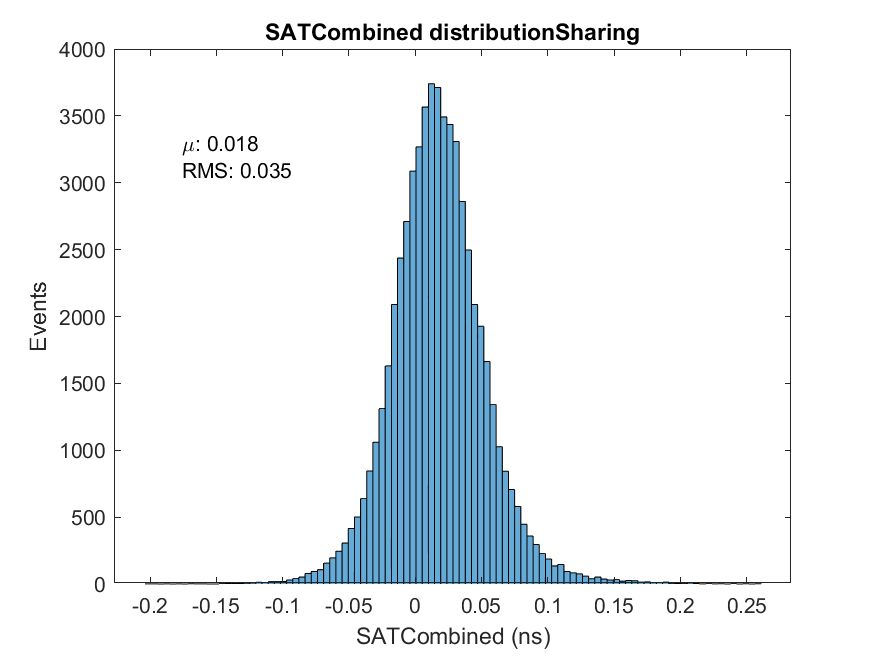 SATCombined distributionSharing
4000
3500
3000
2500
2000
1500
1000
500
0
Events
μ: 0.018
RMS: 0.035
-0.2 -0.15 -0.1 -0.05 0 0.05 0.1 0.15 0.2 0.25
SATCombined (ns)